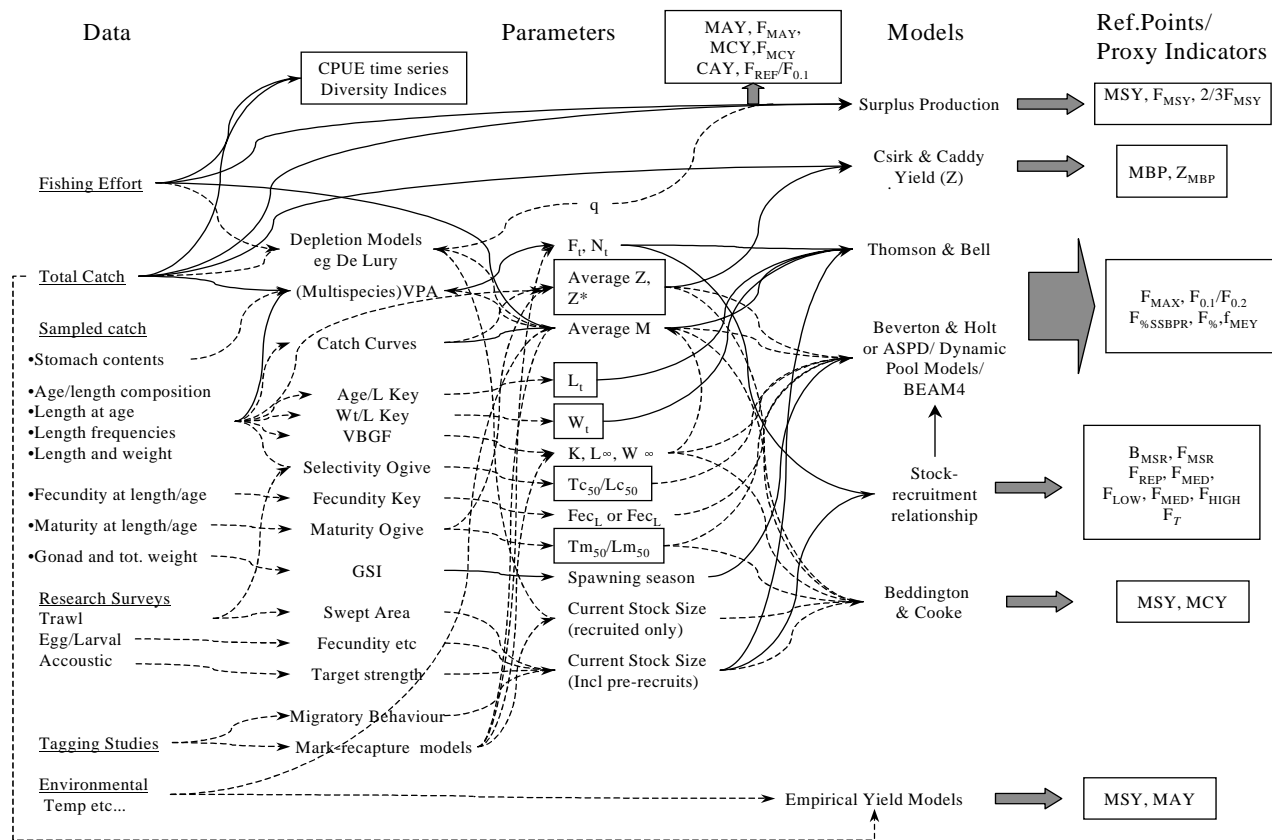 Data
Parameters
Models
Ref.Points/
Proxy Indicators
MAY, F_MAY,
MCY,F_MCY
CAY, F_REF/F_0.1
CPUE time series
Diversity Indices
Surplus Production
MSY, F_MSY, 2/3F_MSY
Fishing Effort
Csirk & Caddy
Yield (Z)
MBP, Z_MBP
q
Total Catch
Depletion Models
eg De Lury
(Multispecies)VPA
F_t, N_t
Average Z,
Z*
Average M
Thomson & Bell
F_MAX, F_0.1/F_0.2
F_%SSBPR, F_%,f_MEY
Sampled catch
•Stomach contents
•Age/length composition
•Length at age
•Length frequencies
•Length and weight
•Fecundity at length/age
•Maturity at length/age
•Gonad and tot. weight
Catch Curves
Age/L Key
Wt/L Key
VBGF
Selectivity Ogive
Fecundity Key
Maturity Ogive
GSI
L_t
W_t
K, L∞, W ∞
Tc_50/Lc_50
Fec_L or Fec_L
Tm_50/Lm_50
Spawning season
Beverton & Holt
or ASPD/ Dynamic
Pool Models/
BEAM4
Stock-
recruitment
relationship
B_MSR, F_MSR
F_REP, F_MED,
F_LOW, F_MED, F_HIGH
F_T
Research Surveys
Trawl
Egg/Larval
Accoustic
Swept Area
Fecundity etc
Target strength
Current Stock Size
(recruited only)
Current Stock Size
(Incl pre-recruits)
Beddington
& Cooke
MSY, MCY
Tagging Studies
Migratory Behaviour
Mark-recapture models
Environmental
Temp etc...
Empirical Yield Models
MSY, MAY